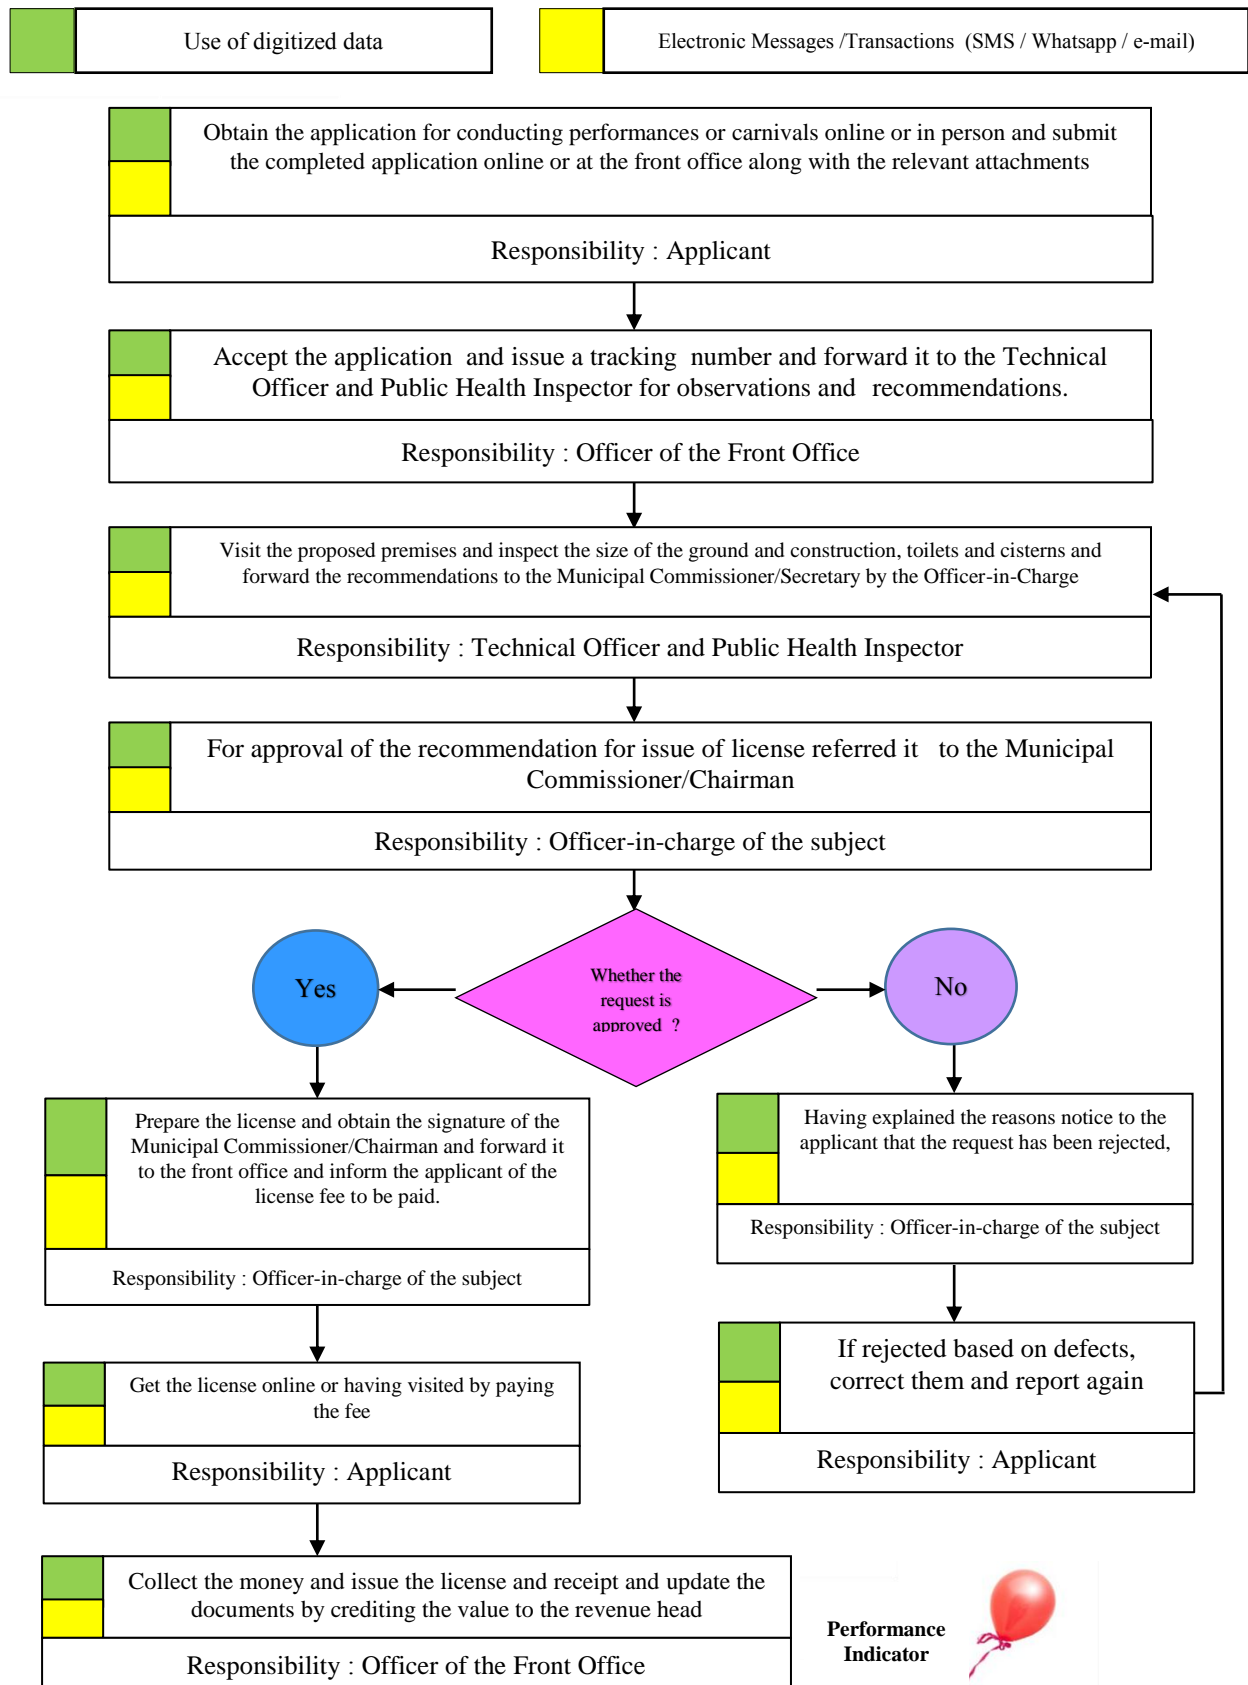 Use of digitized data
Electronic Messages /Transactions (SMS / Whatsapp / e-mail)
Obtain the application for conducting performances or carnivals online or in person and submit
the completed application online or at the front office along with the relevant attachments
Responsibility : Applicant
Accept the application and issue a tracking number and forward it to the Technical
Officer and Public Health Inspector for observations and recommendations.
Responsibility : Officer of the Front Office
Visit the proposed premises and inspect the size of the ground and construction, toilets and cisterns and
forward the recommendations to the Municipal Commissioner/Secretary by the Officer-in-Charge
Responsibility : Technical Officer and Public Health Inspector
For approval of the recommendation for issue of license referred it to the Municipal
Commissioner/Chairman
Responsibility : Officer-in-charge of the subject
Whether the
request is
approved ?
Yes
No
Prepare the license and obtain the signature of the
Municipal Commissioner/Chairman and forward it
to the front office and inform the applicant of the
license fee to be paid.
Responsibility : Officer-in-charge of the subject
Having explained the reasons notice to the
applicant that the request has been rejected,
Responsibility : Officer-in-charge of the subject
Get the license online or having visited by paying
the fee
Responsibility : Applicant
If rejected based on defects,
correct them and report again
Responsibility : Applicant
Collect the money and issue the license and receipt and update the
documents by crediting the value to the revenue head
Responsibility : Officer of the Front Office
Performance
Indicator